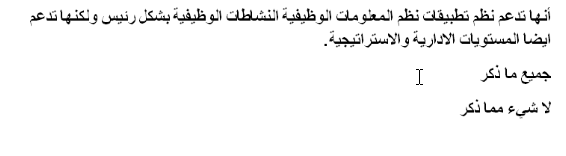 أنها تدعم نظم تطبيقات نظم المعلومات الوظيفية النشاطات الوظيفية بشكل رئيس ولكنها تدعم
ايضا المستويات الادارية والاستراتيجية.
جميع ما ذكر
لا شيء مما ذكر